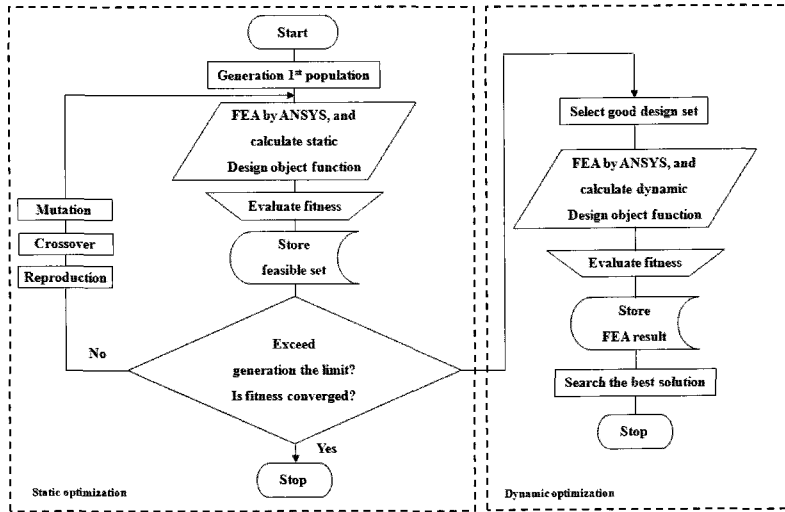 Start
Generation 1st population
FEA by ANSYS, and
calculate static
Design object function
Evaluate fitness
Store
feasible set
Mutation
Crossover
Reproduction
No
Exceed
generation the limit?
Is fitness converged?
Yes
Stop
Static optimization
Select good design set
FEA by ANSYS, and
calculate dynamic
Design object function
Evaluate fitness
Store
FEA result
Search the best solution
Stop
Dynamic optimization